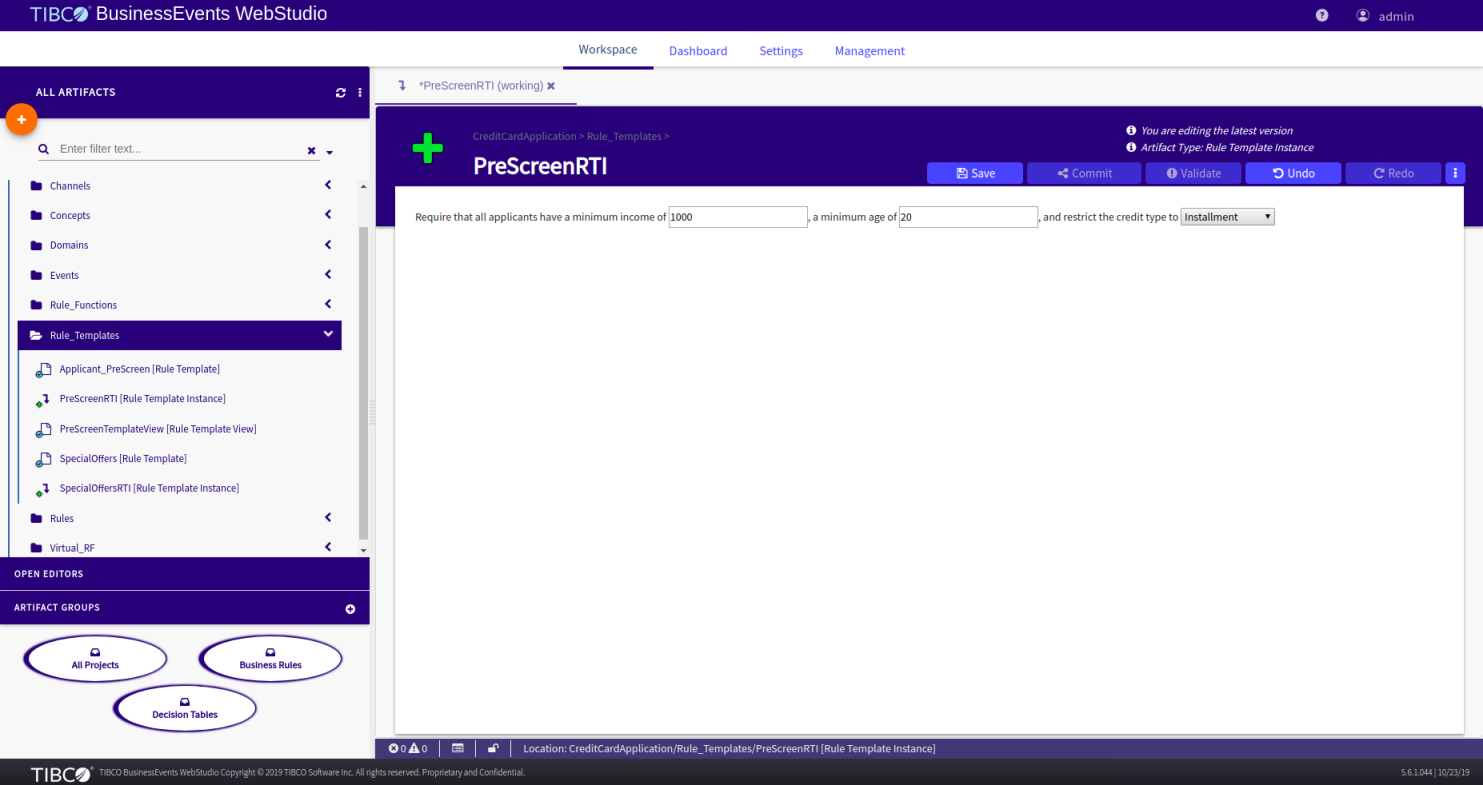 TIBCO® BusinessEvents WebStudio
admin
Workspace
Dashboard
Settings
Management
ALL ARTIFACTS
Enter filter text...
Channels
Concepts
Domains
Events
Rule_Functions
Rule_Templates
Applicant_PreScreen [Rule Template]
PreScreenRTI [Rule Template Instance]
PreScreenTemplateView [Rule Template View]
SpecialOffers [Rule Template]
SpecialOffersRTI [Rule Template Instance]
Rules
Virtual_RF
OPEN EDITORS
ARTIFACT GROUPS
All Projects
Business Rules
Decision Tables
*PreScreenRTI (working)
CreditCardApplication > Rule_Templates >
PreScreenRTI
You are editing the latest version
Artifact Type: Rule Template Instance
Save
Commit
Validate
Undo
Redo
Require that all applicants have a minimum income of 1000 , a minimum age of 20 , and restrict the credit type to Installment
0 0
Location: CreditCardApplication/Rule_Templates/PreScreenRTI [Rule Template Instance]
TIBCO® TIBCO BusinessEvents WebStudio Copyright © 2019 TIBCO Software Inc. All rights reserved. Proprietary and Confidential.
5.6.1.044 | 10/23/19